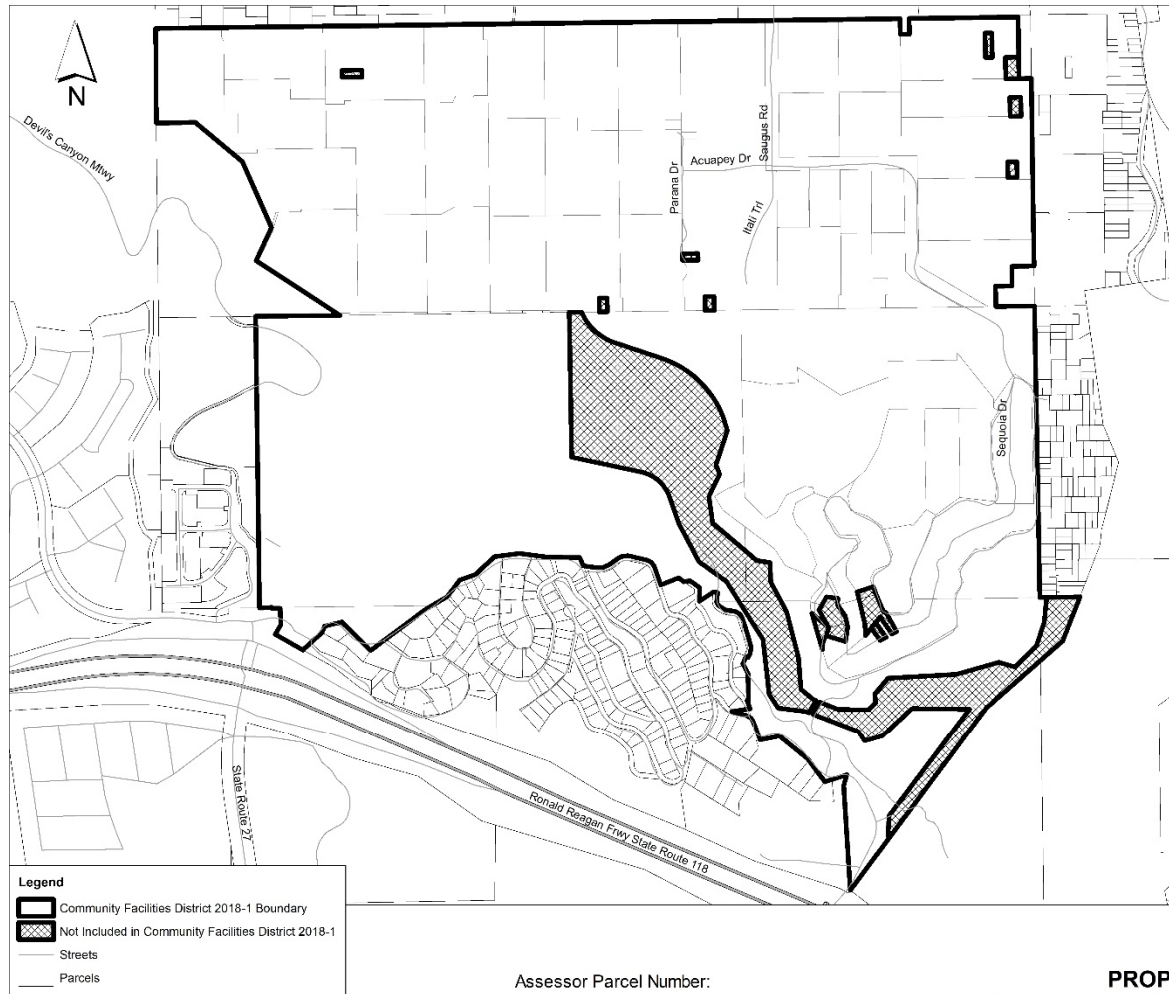 N
Devil's Canyon Mtwy
Saugus Rd
Acuapey Dr
Parana Dr
Itali Trl
Sequoia Dr
State Route 27
Ronald Reagan Frwy State Route 118
Legend
Community Facilities District 2018-1 Boundary
Not Included in Community Facilities District 2018-1
Streets
Parcels
Assessor Parcel Number:
PROP